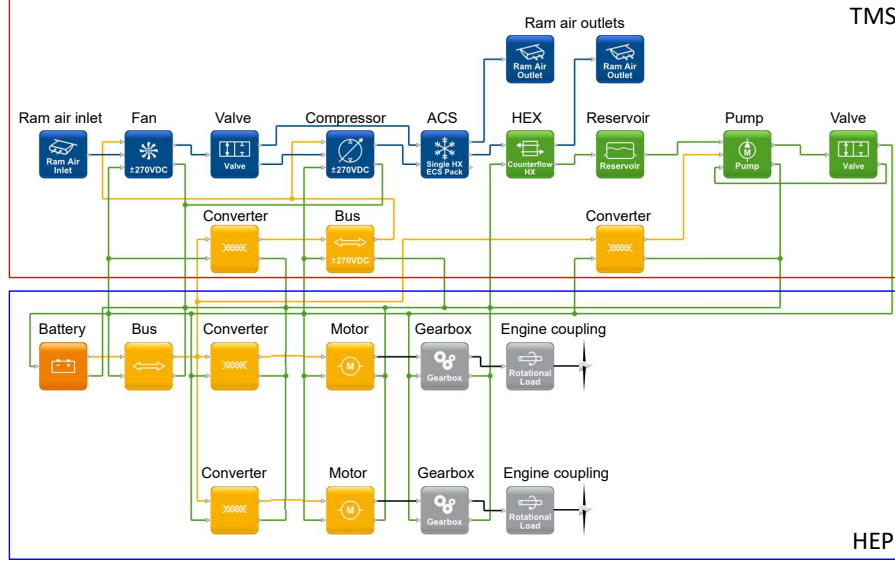 TMS
Ram air outlets
Ram Air
Outlet
Ram Air
Outlet
Ram air inlet
Fan
Valve
Compressor
ACS
HEX
Reservoir
Pump
Valve
Ram Air
Inlet
±270VDC
Valve
±270VDC
Single HX
ECS Pack
Counterflow
HX
Reservoir
M
Pump
Valve
Converter
Bus
Converter
±270VDC
Battery
Bus
Converter
Motor
Gearbox
Engine coupling
M
Gearbox
Rotational
Load
Converter
Motor
Gearbox
Engine coupling
M
Gearbox
Rotational
Load
HEP